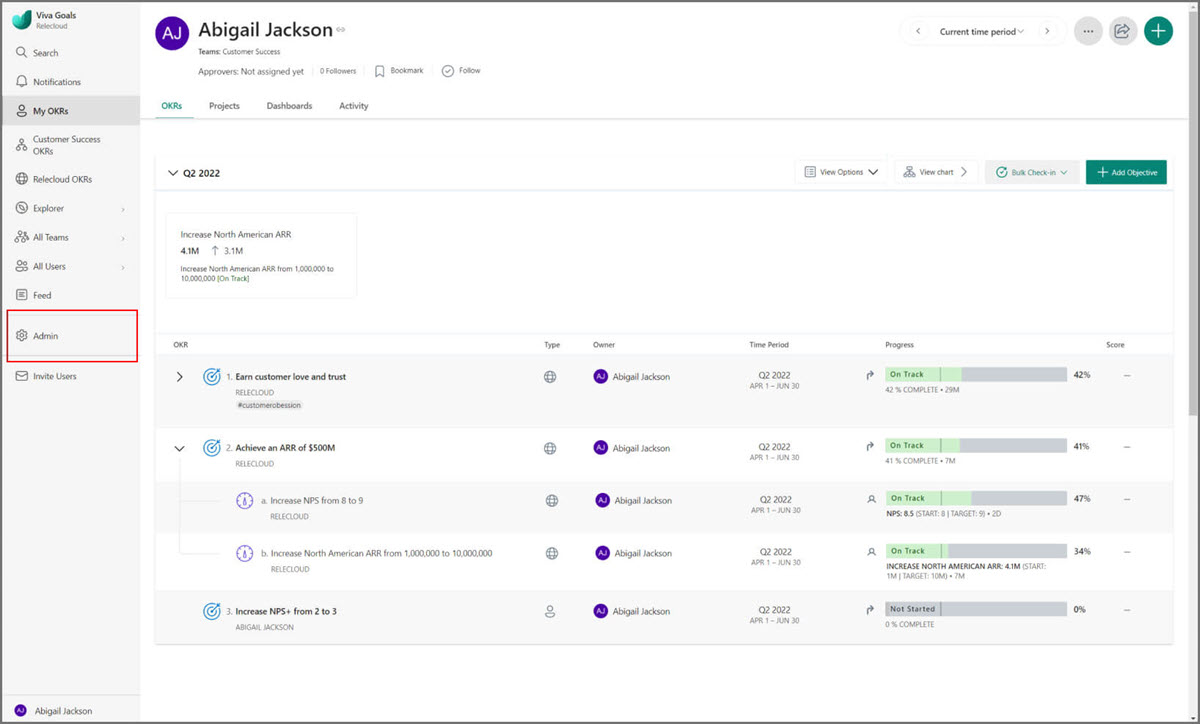 Viva Goals
Relecloud
Search
Notifications
My OKRs
Customer Success
OKRs
Relecloud OKRs
Explorer
All Teams
All Users
Feed
Admin
Invite Users
Abigail Jackson
AJ
AJ Abigail Jackson
Teams: Customer Success
Approvers: Not assigned yet 0 Followers Bookmark Follow
Current time period
OKRs Projects Dashboards Activity
Q2 2022 View Options View chart Bulk Check-in Add Objective
Increase North American ARR
4.1M ↑ 3.1M
Increase North American ARR from 1,000,000 to
10,000,000 [On Track]
OKR Type Owner Time Period Progress Score
1. Earn customer love and trust AJ Abigail Jackson Q2 2022 On Track 42% --
RELECLOUD APR 1 – JUN 30 42 % COMPLETE • 29M
#customerobession
2. Achieve an ARR of $500M AJ Abigail Jackson Q2 2022 On Track 41% --
RELECLOUD APR 1 – JUN 30 41 % COMPLETE • 7M
a. Increase NPS from 8 to 9 AJ Abigail Jackson Q2 2022 On Track 47% --
RELECLOUD APR 1 – JUN 30 NPS: 8.5 (START: 8 | TARGET: 9) • 2D
b. Increase North American ARR from 1,000,000 to 10,000,000 AJ Abigail Jackson Q2 2022 On Track 34% --
RELECLOUD APR 1 – JUN 30 INCREASE NORTH AMERICAN ARR: 4.1M (START:
1M | TARGET: 10M) • 7M
3. Increase NPS+ from 2 to 3 AJ Abigail Jackson Q2 2022 Not Started 0% --
ABIGAIL JACKSON APR 1 – JUN 30 0 % COMPLETE